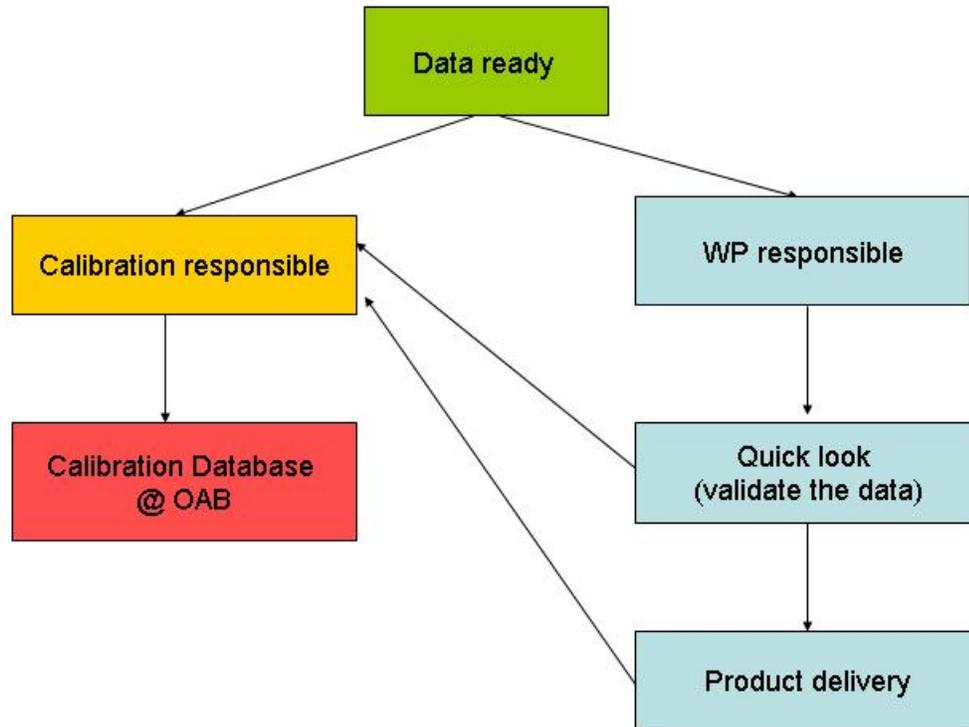 Data ready
Calibration responsible
WP responsible
Calibration Database
@ OAB
Quick look
(validate the data)
Product delivery